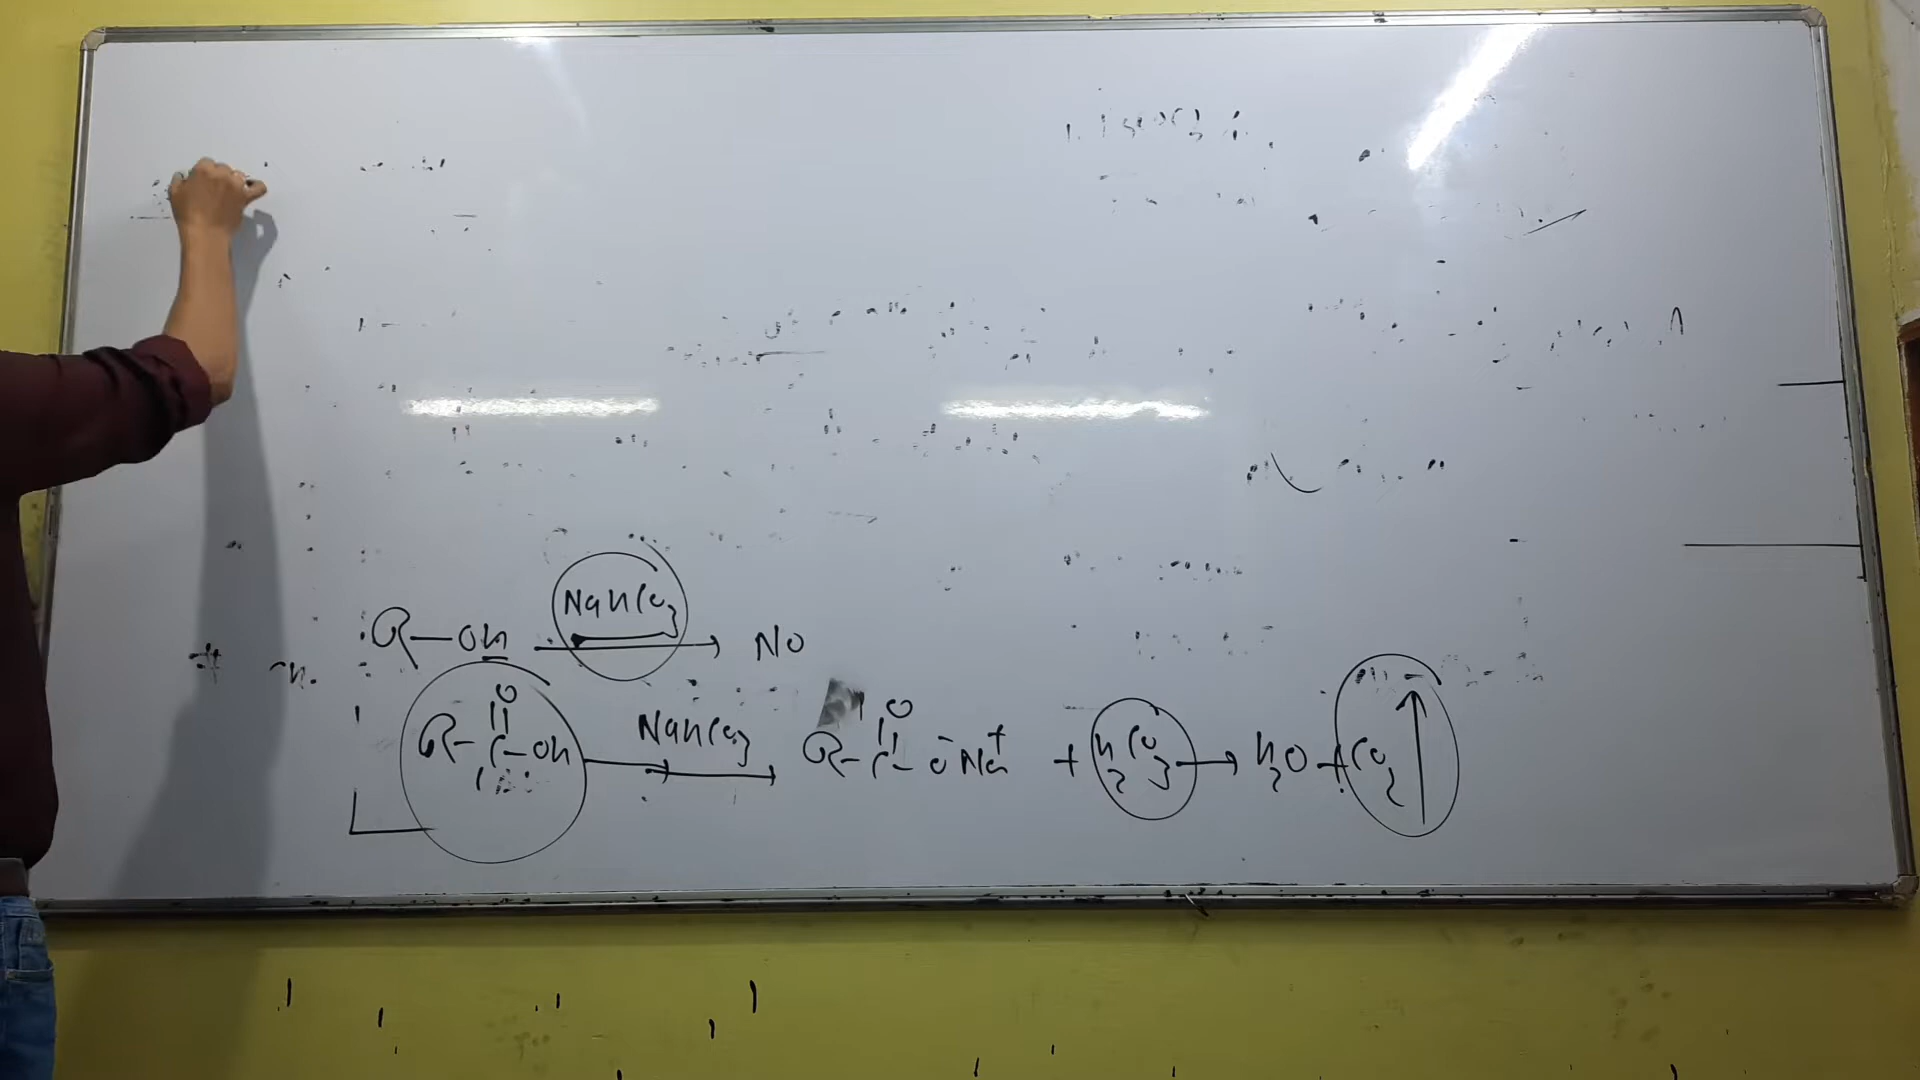 R-OH NaHCO3 → No
R-C(=O)-OH NaHCO3 → R-C(=O)-O⁻Na⁺ + H2CO3 → H2O + CO2 ↑